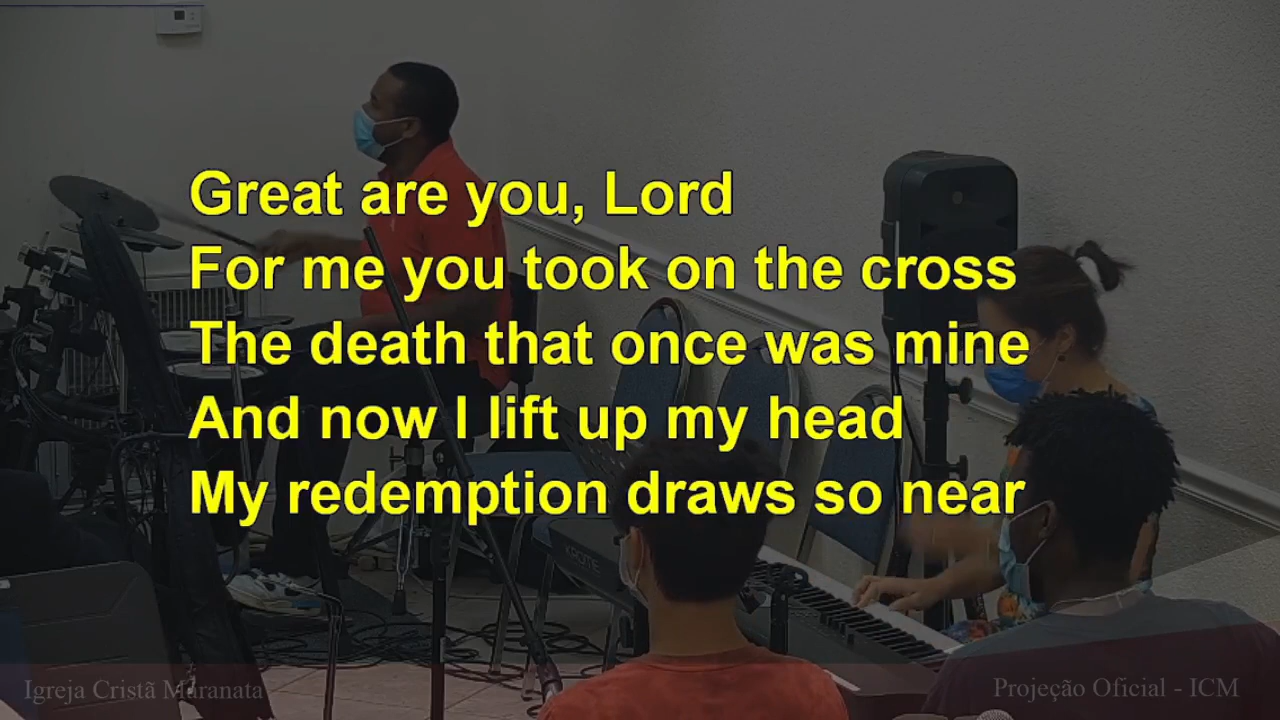 Great are you, Lord
For me you took on the cross
The death that once was mine
And now I lift up my head
My redemption draws so near
KROME
Igreja Cristã Maranata
Projeção Oficial - ICM